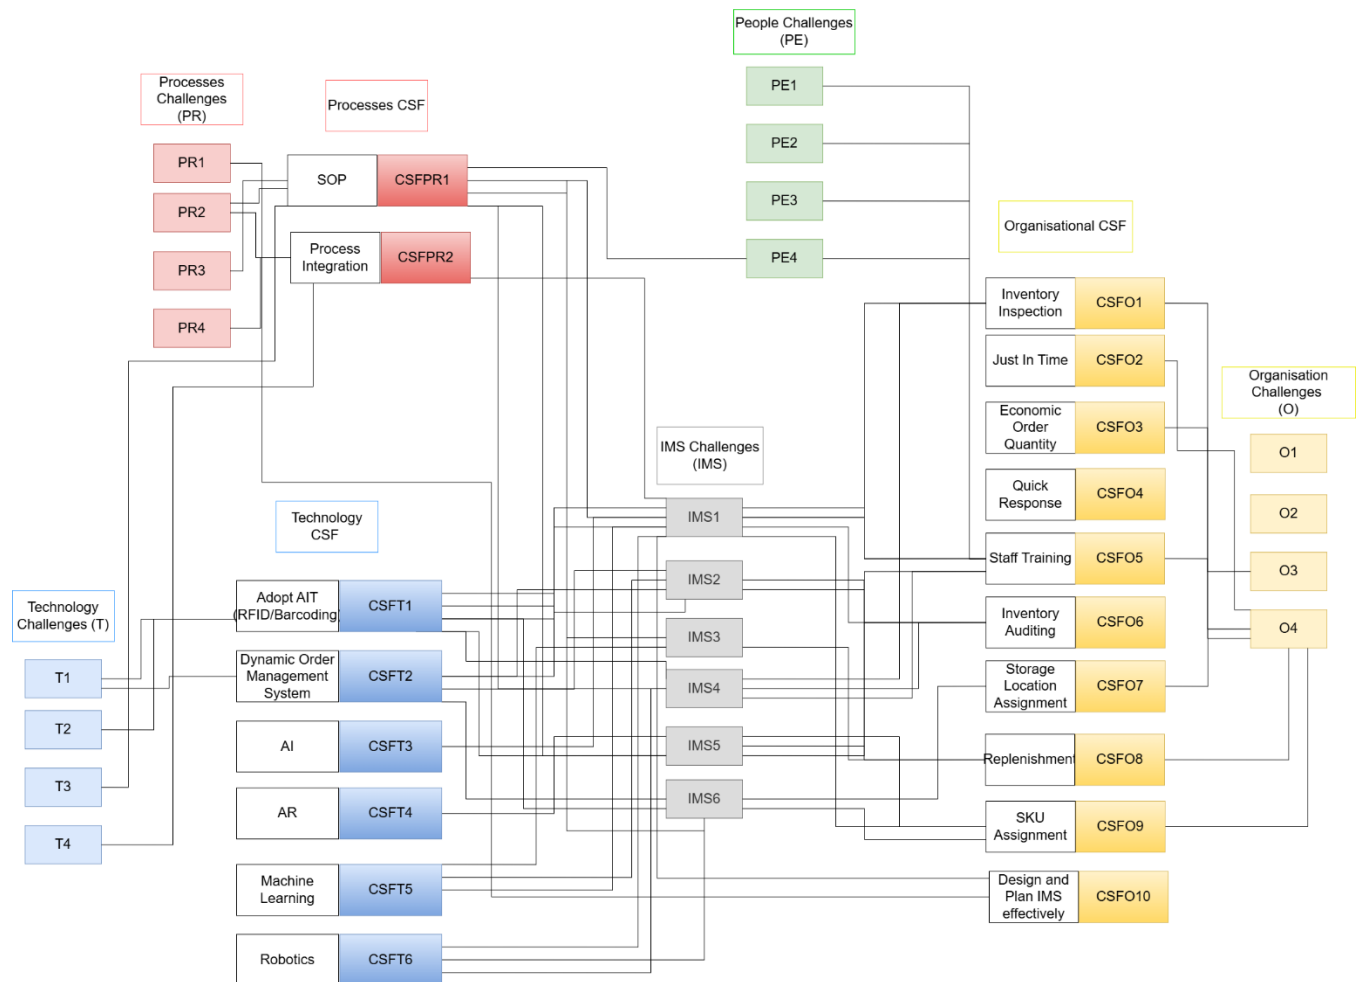 People Challenges
(PE)
Processes
Challenges
(PR)
Processes CSF
PE1
PE2
PE3
PE4
PR1
PR2
PR3
PR4
SOP
CSFPR1
Process
Integration
CSFPR2
Organisational CSF
Inventory
Inspection
CSFO1
Just In Time
CSFO2
Economic
Order
Quantity
CSFO3
Quick
Response
CSFO4
Staff Training
CSFO5
Inventory
Auditing
CSFO6
Storage
Location
Assignment
CSFO7
Replenishment
CSFO8
SKU
Assignment
CSFO9
Design and
Plan IMS
effectively
CSFO10
Organisation
Challenges
(O)
O1
O2
O3
O4
IMS Challenges
(IMS)
IMS1
IMS2
IMS3
IMS4
IMS5
IMS6
Technology
CSF
Adopt AIT
(RFID/Barcoding)
CSFT1
Dynamic Order
Management
System
CSFT2
AI
CSFT3
AR
CSFT4
Machine
Learning
CSFT5
Robotics
CSFT6
Technology
Challenges (T)
T1
T2
T3
T4